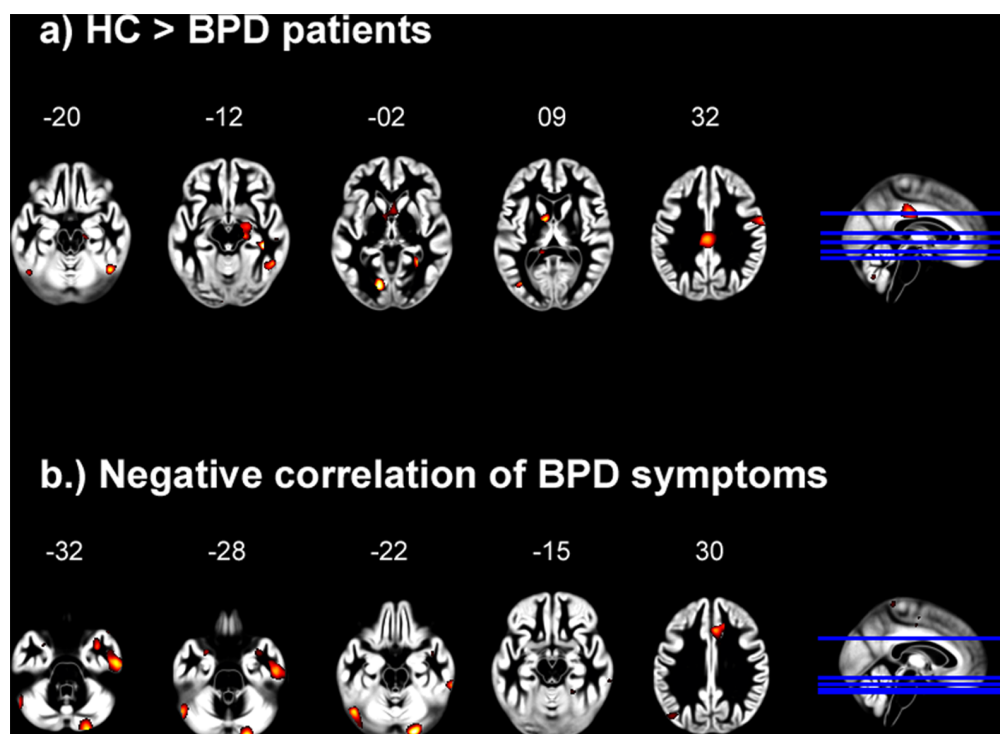 a) HC > BPD patients
-20 -12 -02 09 32
b.) Negative correlation of BPD symptoms
-32 -28 -22 -15 30